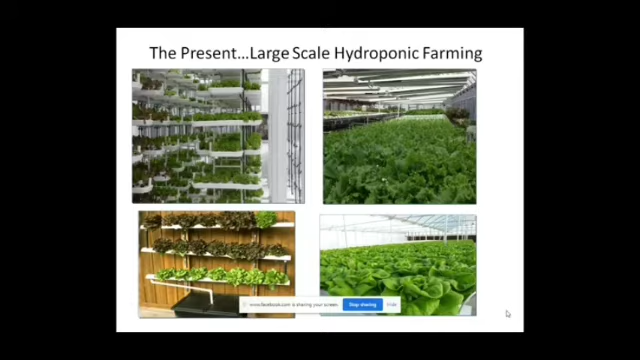 The Present...Large Scale Hydroponic Farming
www.facebook.com is sharing your screen. Stop sharing Hide